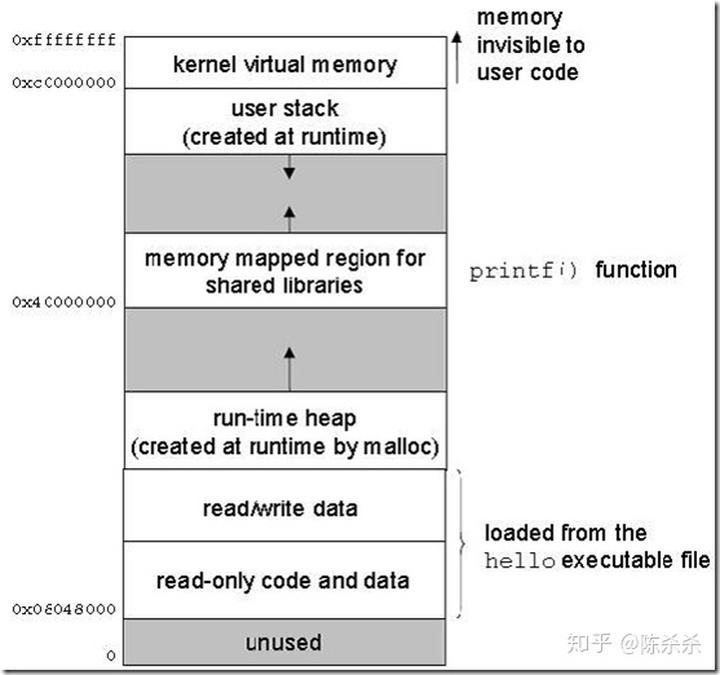 0xffffffff
memory
invisible to
user code
kernel virtual memory
0xc0000000
user stack
(created at runtime)
memory mapped region for
shared libraries
printf() function
0x40000000
run-time heap
(created at runtime by malloc)
read/write data
loaded from the
hello executable file
read-only code and data
0x08048000
unused
0
知乎 @陈杀杀